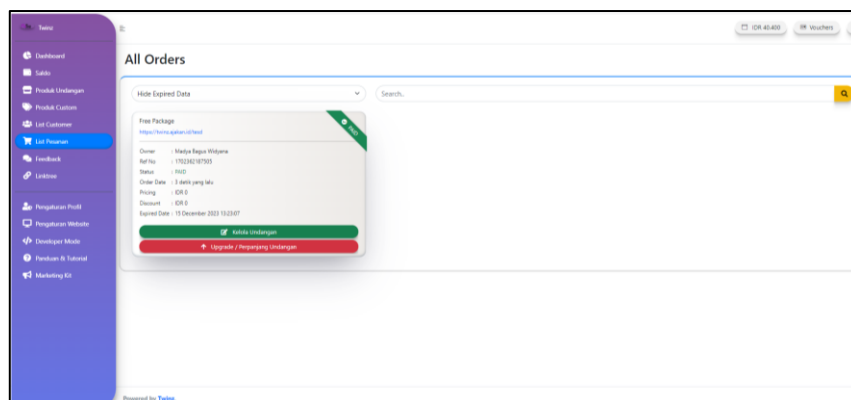 Twinz
IDR 40.400
Vouchers
Dashboard
Saldo
Produk Undangan
Produk Custom
List Customer
List Pesanan
Feedback
Linktree
Pengaturan Profil
Pengaturan Website
Developer Mode
Panduan & Tutorial
Marketing Kit
All Orders
Hide Expired Data
Search..
Free Package
PAID
Owner : Madya Bagus Widyana
Ref No : 1702362187505
Status : PAID
Order Date : 3 detik yang lalu
Pricing : IDR 0
Discount : IDR 0
Expired Date : 15 December 2023 13:23:07
Kelola Undangan
Upgrade / Perpanjang Undangan
Powered by Twinz